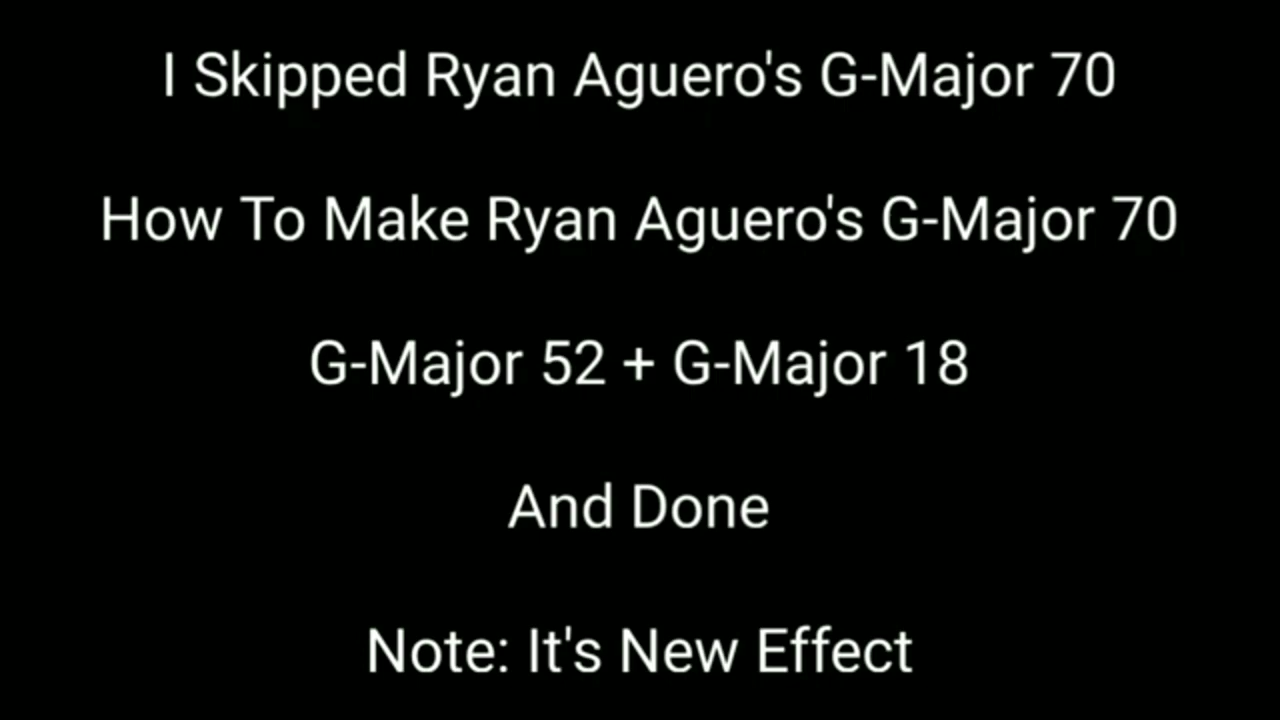 I Skipped Ryan Aguero's G-Major 70
How To Make Ryan Aguero's G-Major 70
G-Major 52 + G-Major 18
And Done
Note: It's New Effect